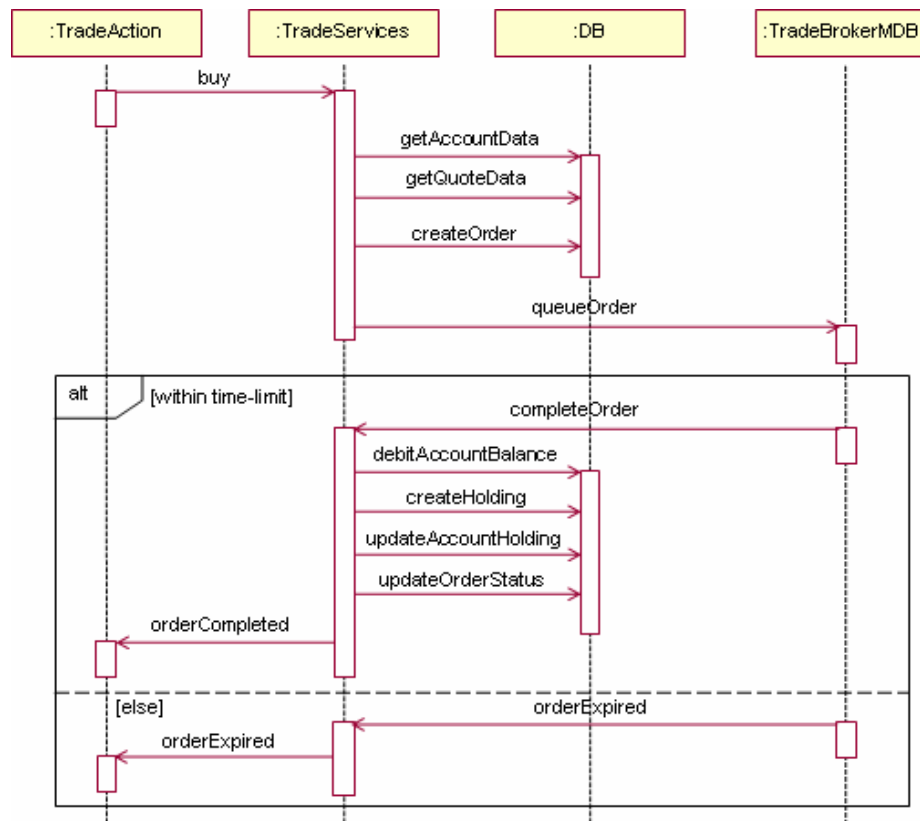 :TradeAction
:TradeServices
:DB
:TradeBrokerMDB
buy
getAccountData
getQuoteData
createOrder
queueOrder
alt
[within time-limit]
completeOrder
debitAccountBalance
createHolding
updateAccountHolding
updateOrderStatus
orderCompleted
[else]
orderExpired
orderExpired